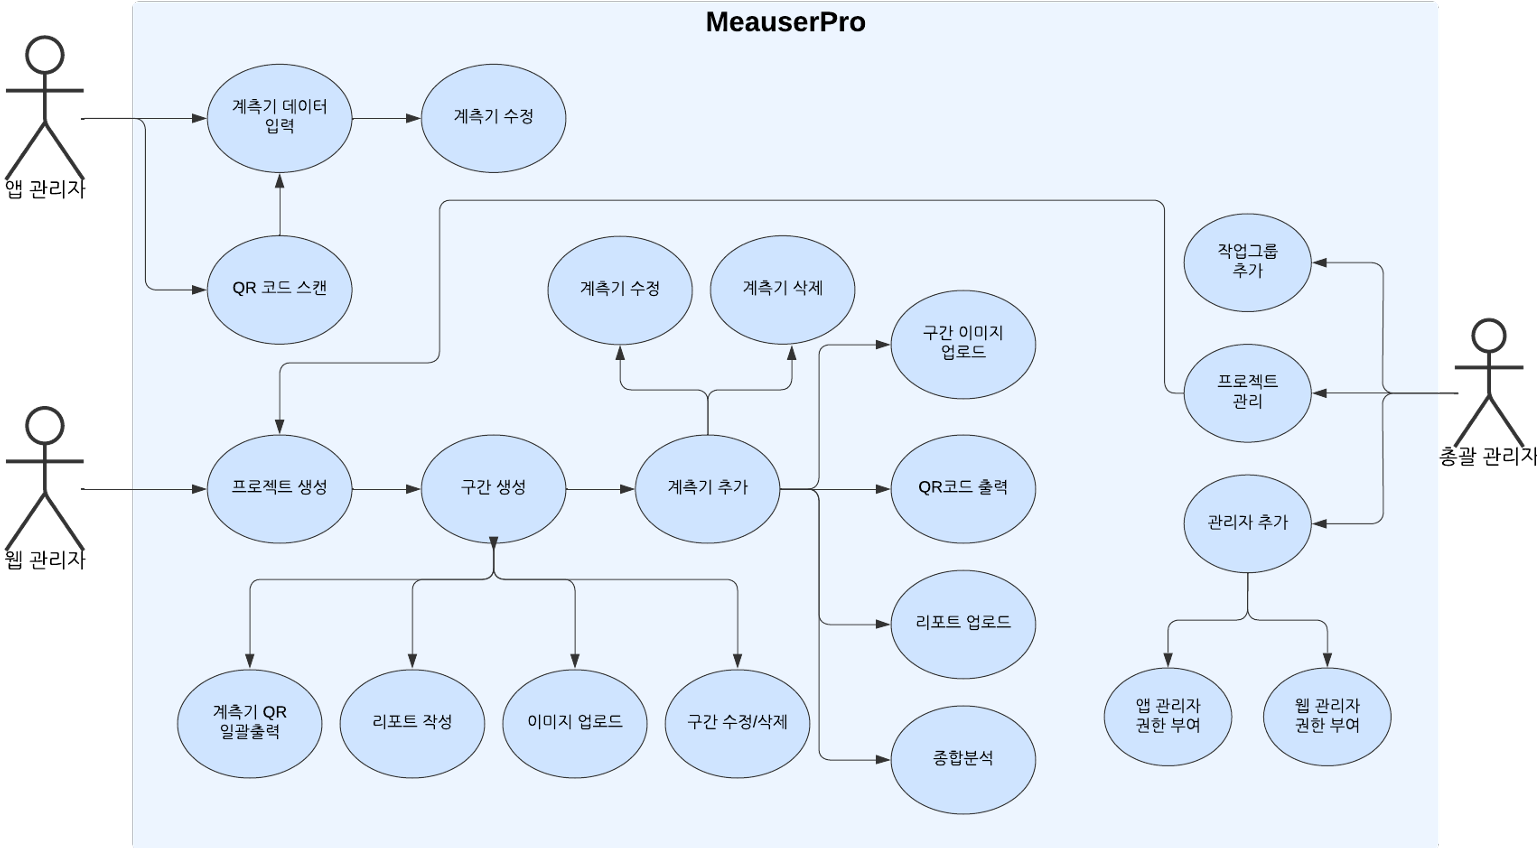 MeauserPro
계측기 데이터
입력
계측기 수정
앱 관리자
QR 코드 스캔
계측기 수정
계측기 삭제
구간 이미지
업로드
작업그룹
추가
프로젝트
관리
총괄 관리자
웹 관리자
프로젝트 생성
구간 생성
계측기 추가
QR코드 출력
관리자 추가
리포트 업로드
계측기 QR
일괄출력
리포트 작성
이미지 업로드
구간 수정/삭제
종합분석
앱 관리자
권한 부여
웹 관리자
권한 부여